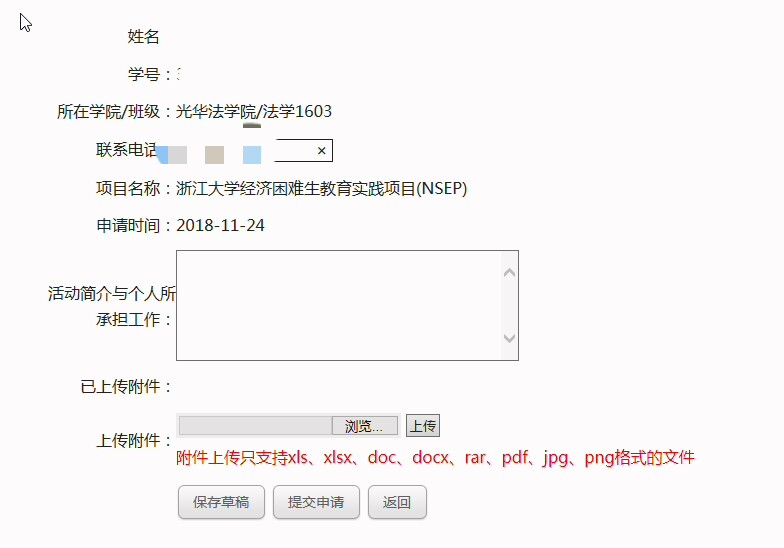 姓名
学号：
所在学院/班级：光华法学院/法学1603
联系电话 ×
项目名称：浙江大学经济困难生教育实践项目(NSEP)
申请时间：2018-11-24
活动简介与个人所
承担工作：
已上传附件：
上传附件： 浏览... 上传
附件上传只支持xls、xlsx、doc、docx、rar、pdf、jpg、png格式的文件
保存草稿 提交申请 返回